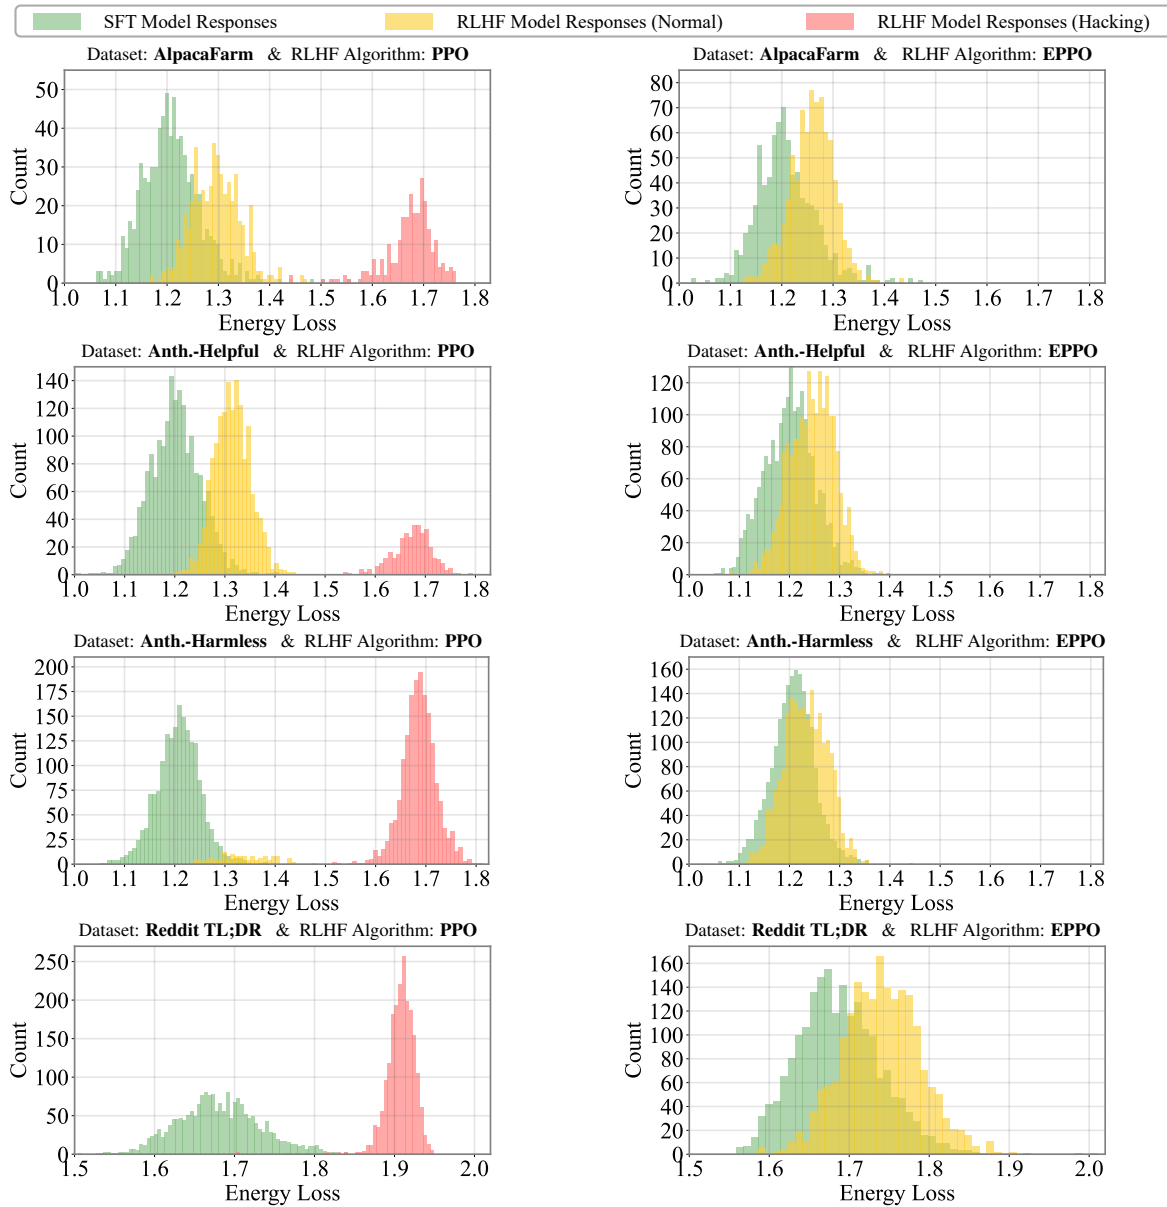 SFT Model Responses RLHF Model Responses (Normal) RLHF Model Responses (Hacking)
Dataset: AlpacaFarm & RLHF Algorithm: PPO
Count
50
40
30
20
10
0
1.0 1.1 1.2 1.3 1.4 1.5 1.6 1.7 1.8
Energy Loss
Dataset: AlpacaFarm & RLHF Algorithm: EPPO
Count
80
70
60
50
40
30
20
10
0
1.0 1.1 1.2 1.3 1.4 1.5 1.6 1.7 1.8
Energy Loss
Dataset: Anth.-Helpful & RLHF Algorithm: PPO
Count
140
120
100
80
60
40
20
0
1.0 1.1 1.2 1.3 1.4 1.5 1.6 1.7 1.8
Energy Loss
Dataset: Anth.-Helpful & RLHF Algorithm: EPPO
Count
120
100
80
60
40
20
0
1.0 1.1 1.2 1.3 1.4 1.5 1.6 1.7 1.8
Energy Loss
Dataset: Anth.-Harmless & RLHF Algorithm: PPO
Count
200
175
150
125
100
75
50
25
0
1.0 1.1 1.2 1.3 1.4 1.5 1.6 1.7 1.8
Energy Loss
Dataset: Anth.-Harmless & RLHF Algorithm: EPPO
Count
160
140
120
100
80
60
40
20
0
1.0 1.1 1.2 1.3 1.4 1.5 1.6 1.7 1.8
Energy Loss
Dataset: Reddit TL;DR & RLHF Algorithm: PPO
Count
250
200
150
100
50
0
1.5 1.6 1.7 1.8 1.9 2.0
Energy Loss
Dataset: Reddit TL;DR & RLHF Algorithm: EPPO
Count
160
140
120
100
80
60
40
20
0
1.5 1.6 1.7 1.8 1.9 2.0
Energy Loss